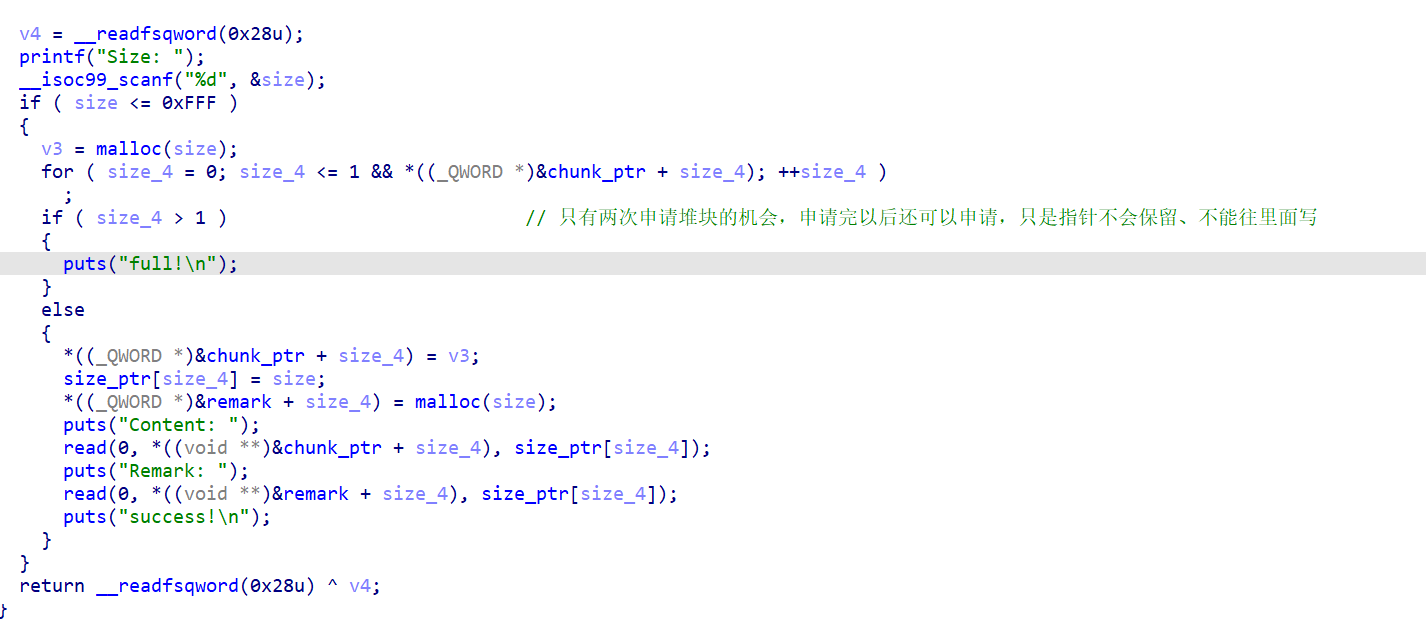 v4 = __readfsqword(0x28u);
printf("Size: ");
__isoc99_scanf("%d", &size);
if ( size <= 0xFFF )
{
v3 = malloc(size);
for ( size_4 = 0; size_4 <= 1 && *((_QWORD *)&chunk_ptr + size_4); ++size_4 )
;
if ( size_4 > 1 ) // 只有两次申请堆块的机会，申请完以后还可以申请，只是指针不会保留、不能往里面写
{
puts("full!\n");
}
else
{
*((_QWORD *)&chunk_ptr + size_4) = v3;
size_ptr[size_4] = size;
*((_QWORD *)&remark + size_4) = malloc(size);
puts("Content: ");
read(0, *((void **)&chunk_ptr + size_4), size_ptr[size_4]);
puts("Remark: ");
read(0, *((void **)&remark + size_4), size_ptr[size_4]);
puts("success!\n");
}
}
return __readfsqword(0x28u) ^ v4;
}